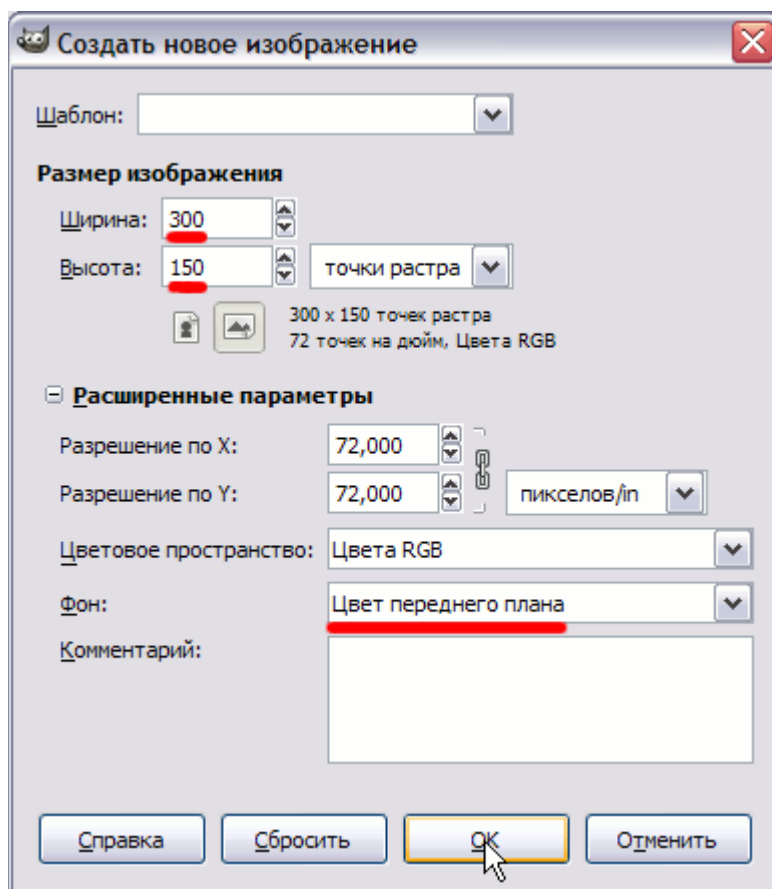 Создать новое изображение
Шаблон:
Размер изображения
Ширина: 300
Высота: 150 точки растра
300 x 150 точек растра
72 точек на дюйм, Цвета RGB
Расширенные параметры
Разрешение по X: 72,000
Разрешение по Y: 72,000 пикселов/in
Цветовое пространство: Цвета RGB
Фон: Цвет переднего плана
Комментарий:
Справка Сбросить OK Отменить